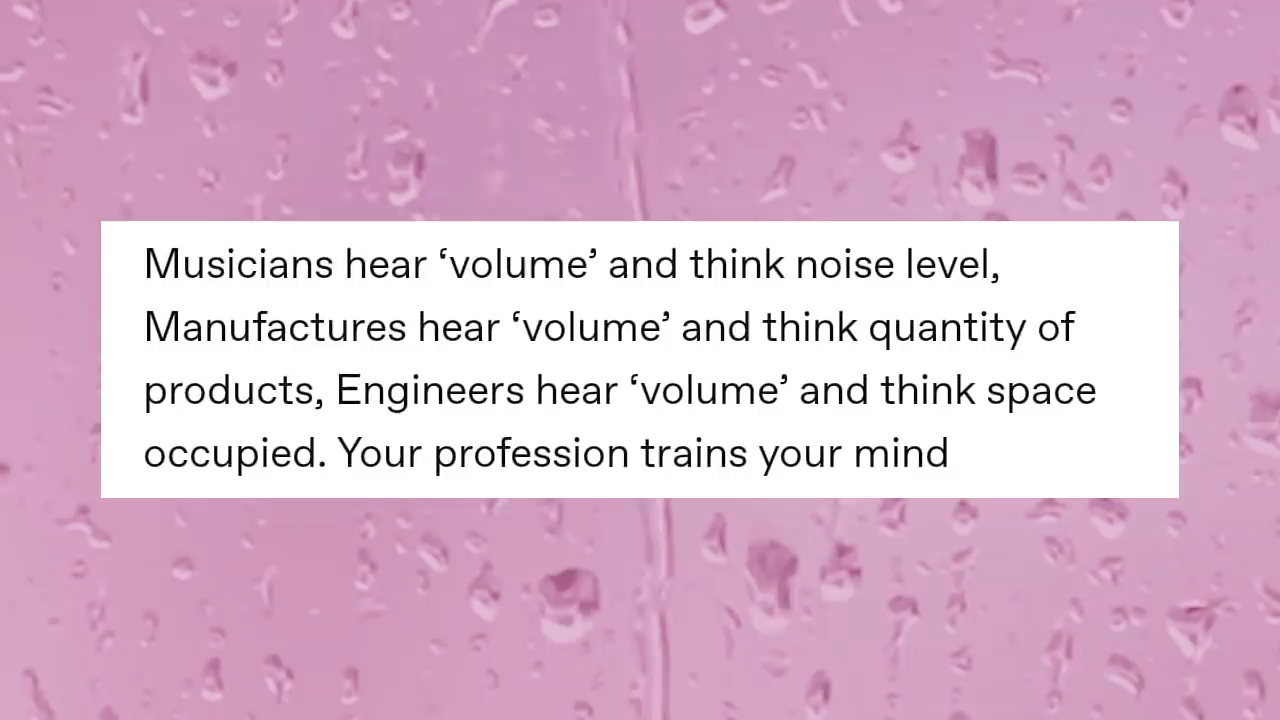 Musicians hear ‘volume’ and think noise level,
Manufactures hear ‘volume’ and think quantity of
products, Engineers hear ‘volume’ and think space
occupied. Your profession trains your mind